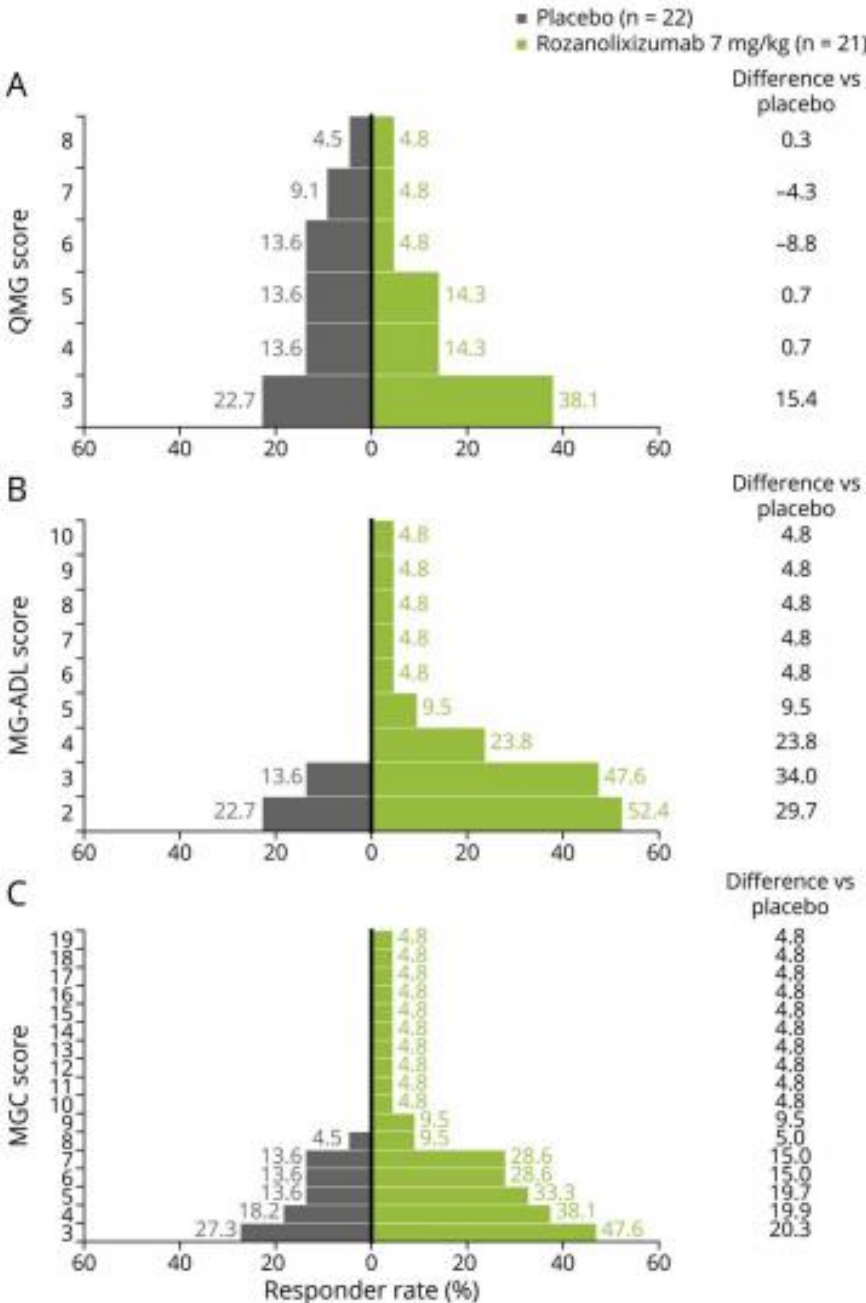 Placebo (n = 22)
Rozanolixizumab 7 mg/kg (n = 21)
A
Difference vs
placebo
QMG score
8 4.5 4.8 0.3
7 9.1 4.8 –4.3
6 13.6 4.8 –8.8
5 13.6 14.3 0.7
4 13.6 14.3 0.7
3 22.7 38.1 15.4
60 40 20 0 20 40 60
B
Difference vs
placebo
MG-ADL score
10 4.8 4.8
9 4.8 4.8
8 4.8 4.8
7 4.8 4.8
6 4.8 4.8
5 9.5 9.5
4 23.8 23.8
3 13.6 47.6 34.0
2 22.7 52.4 29.7
60 40 20 0 20 40 60
C
Difference vs
placebo
MGC score
19 4.8 4.8
18 4.8 4.8
17 4.8 4.8
16 4.8 4.8
15 4.8 4.8
14 4.8 4.8
13 4.8 4.8
12 4.8 4.8
11 4.8 4.8
10 4.8 4.8
9 9.5 9.5
8 4.5 9.5 5.0
7 13.6 28.6 15.0
6 13.6 28.6 15.0
5 13.6 33.3 19.7
4 18.2 38.1 19.9
3 27.3 47.6 20.3
60 40 20 0 20 40 60
Responder rate (%)